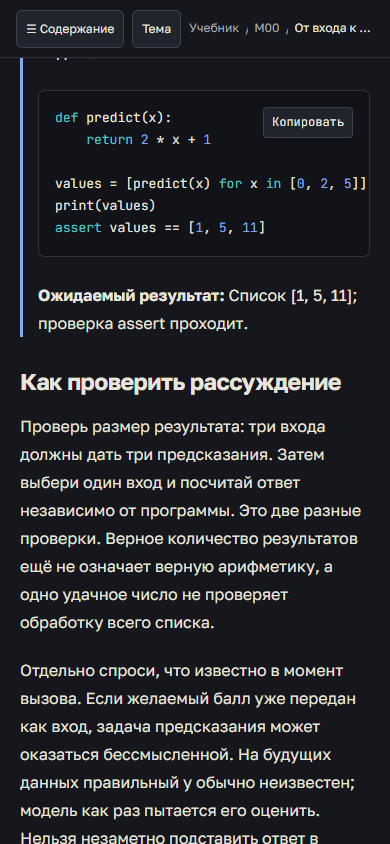 ☰ Содержание Тема Учебник / M00 / От входа к ...
def predict(x):
Копировать
    return 2 * x + 1
values = [predict(x) for x in [0, 2, 5]]
print(values)
assert values == [1, 5, 11]
Ожидаемый результат: Список [1, 5, 11];
проверка assert проходит.
Как проверить рассуждение
Проверь размер результата: три входа
должны дать три предсказания. Затем
выбери один вход и посчитай ответ
независимо от программы. Это две разные
проверки. Верное количество результатов
ещё не означает верную арифметику, а
одно удачное число не проверяет
обработку всего списка.
Отдельно спроси, что известно в момент
вызова. Если желаемый балл уже передан
как вход, задача предсказания может
оказаться бессмысленной. На будущих
данных правильный y обычно неизвестен;
модель как раз пытается его оценить.
Нельзя незаметно подставить ответ в